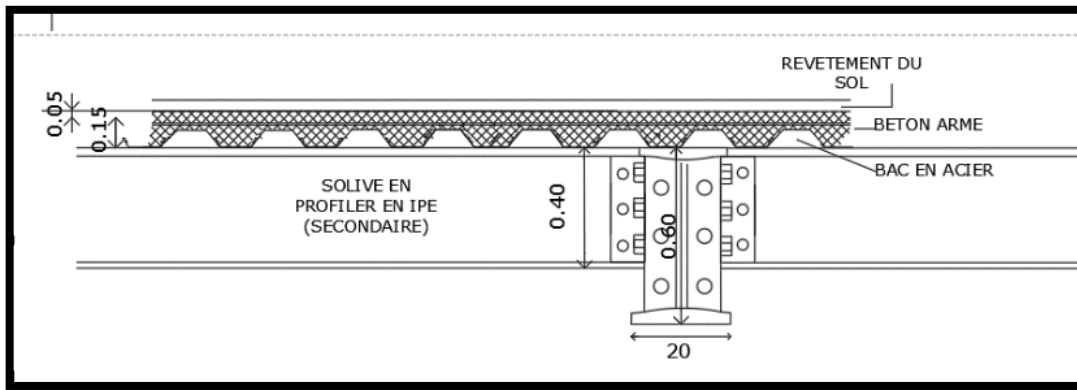 REVETEMENT DU
SOL
0.05
0.15
BETON ARME
BAC EN ACIER
SOLIVE EN
PROFILER EN IPE
(SECONDAIRE)
0.40
0.60
20